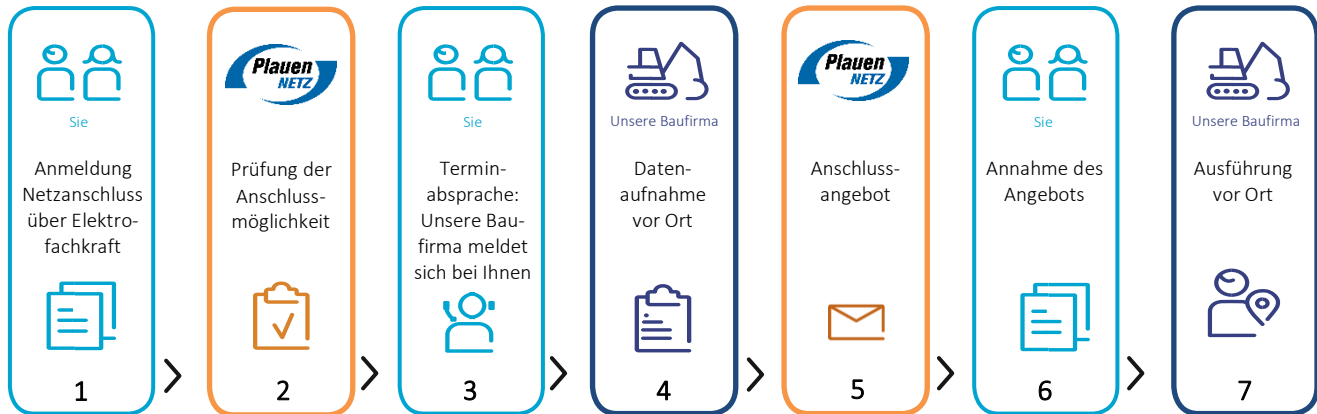 Sie
Anmeldung
Netzanschluss
über Elektro-
fachkraft
1
Plauen
NETZ
Prüfung der
Anschluss-
möglichkeit
2
Sie
Termin-
absprache:
Unsere Bau-
firma meldet
sich bei Ihnen
3
Unsere Baufirma
Daten-
aufnahme
vor Ort
4
Plauen
NETZ
Anschluss-
angebot
5
Sie
Annahme des
Angebots
6
Unsere Baufirma
Ausführung
vor Ort
7